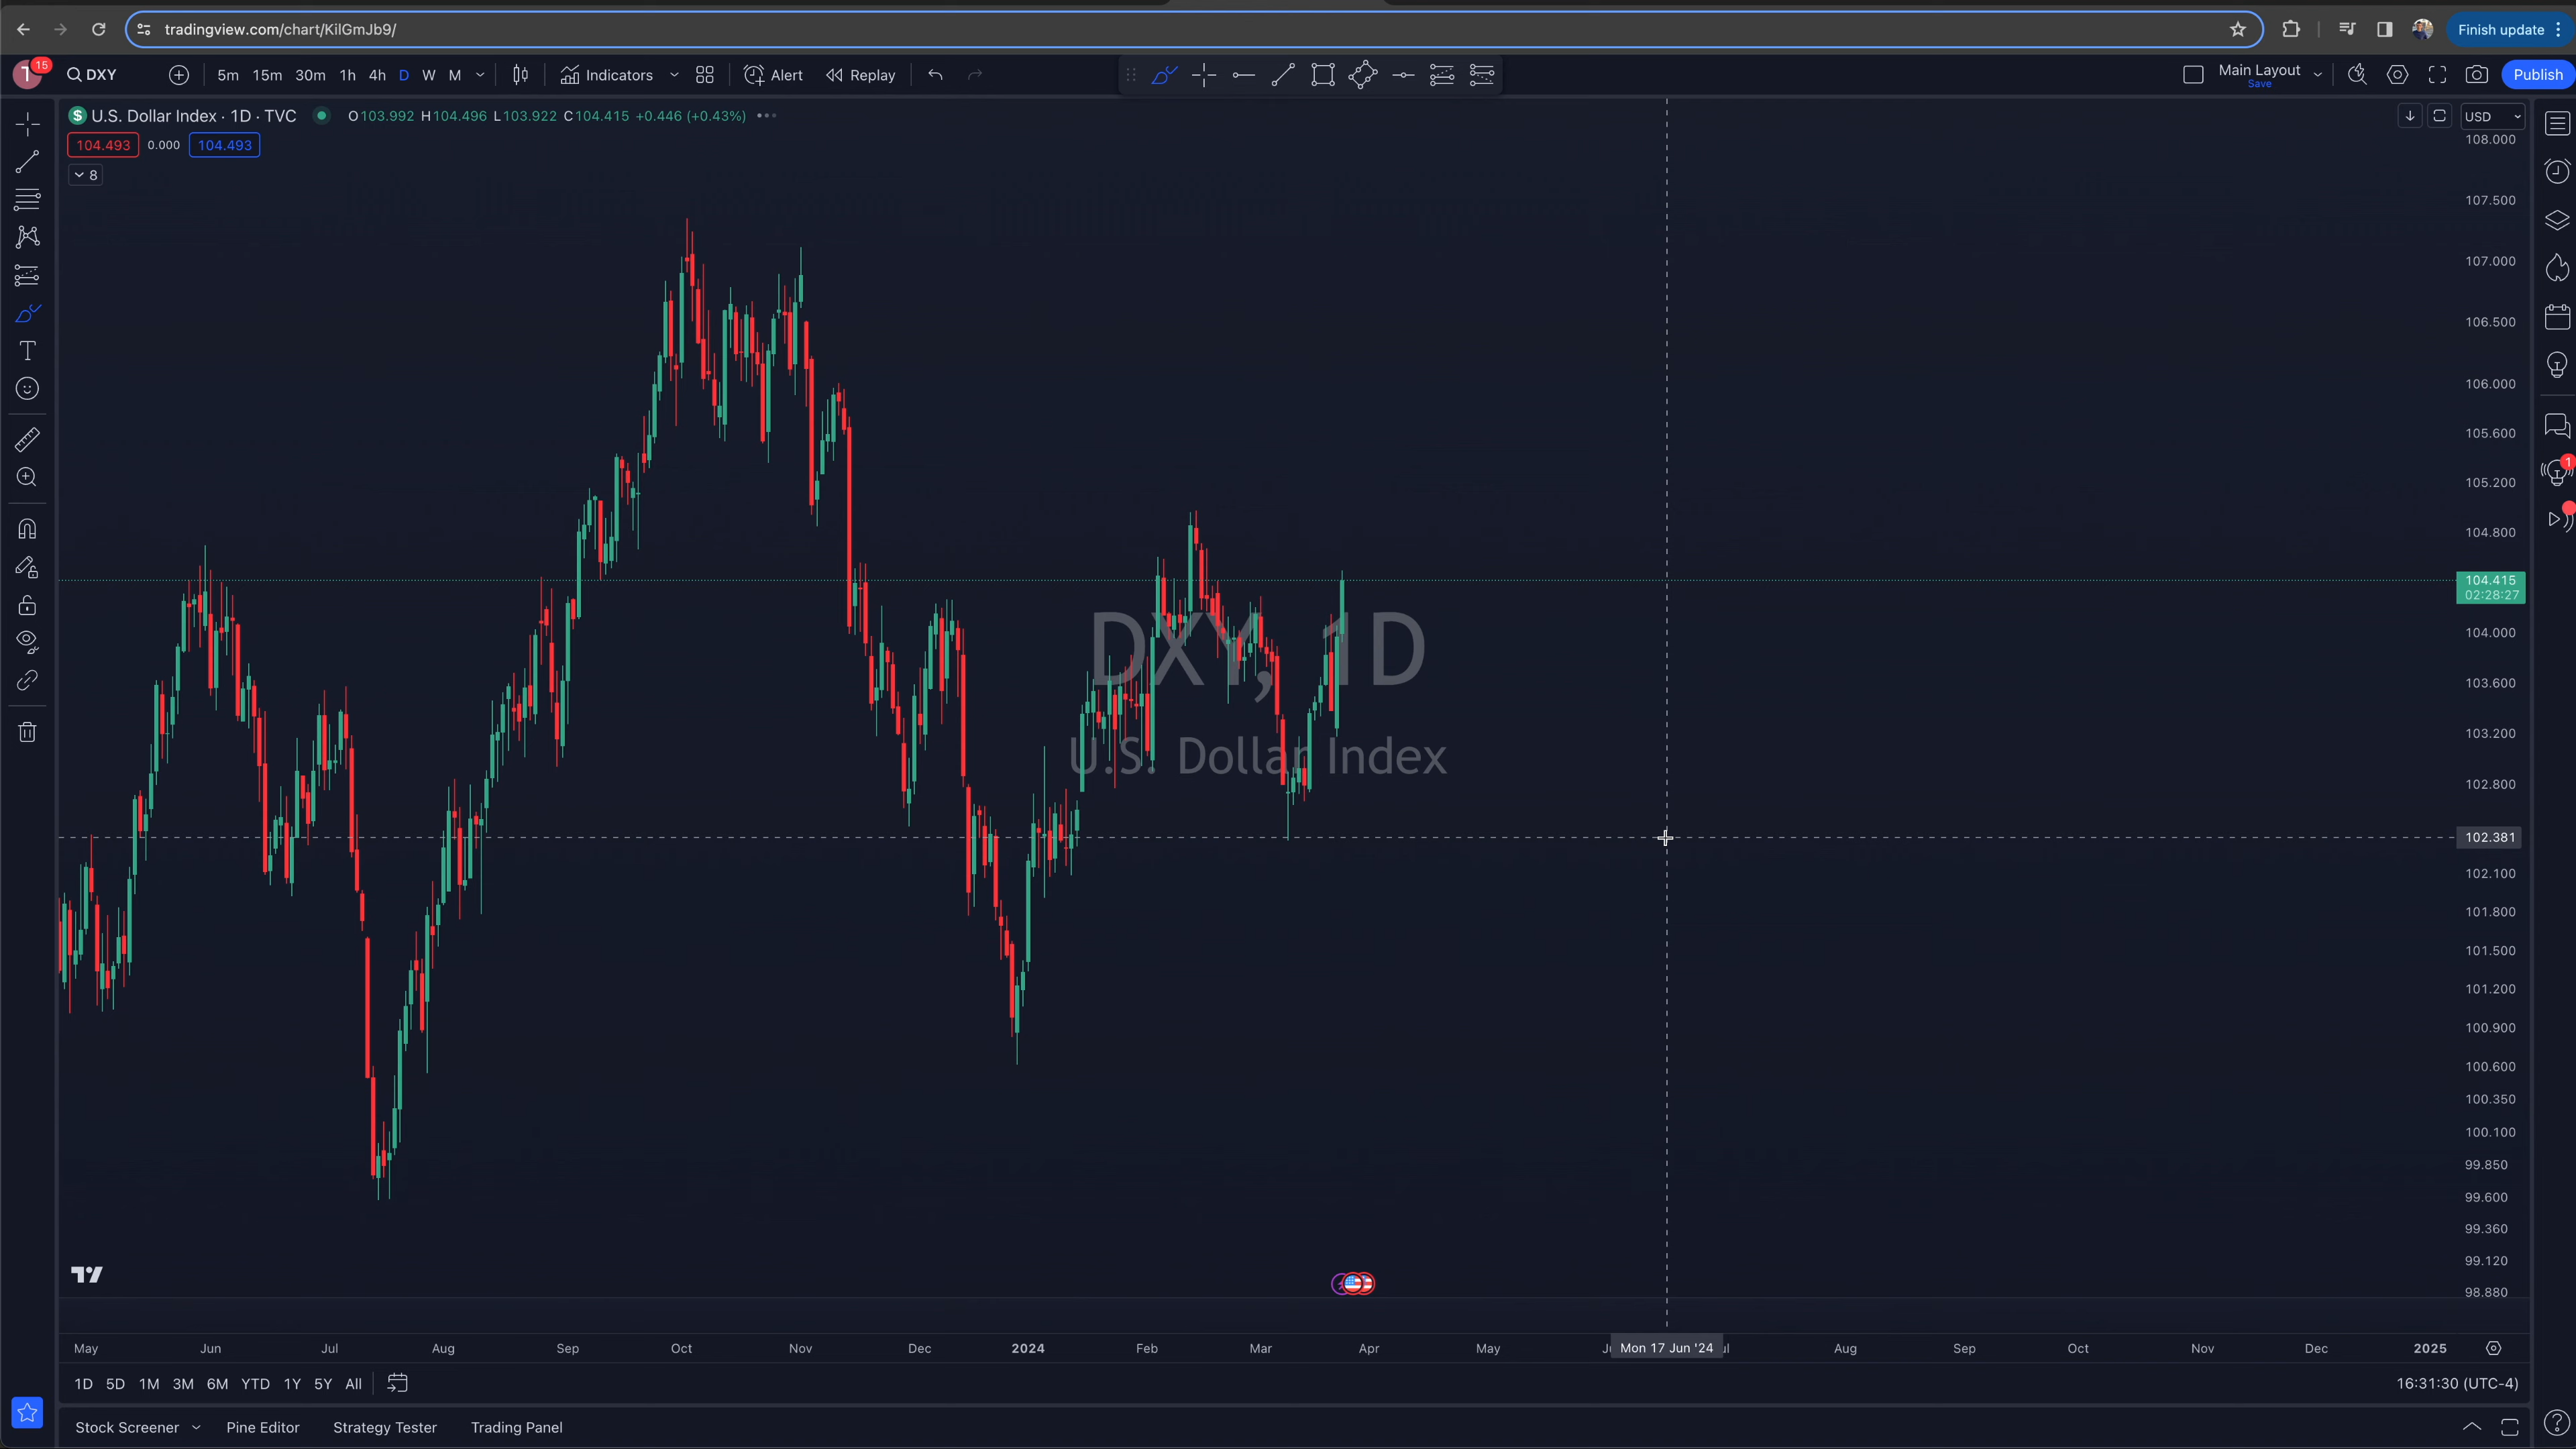 tradingview.com/chart/KilGmJb9/
Finish update
15
DXY
5m 15m 30m 1h 4h D W M
Indicators
Alert
Replay
Main Layout
Save
Publish
U.S. Dollar Index · 1D · TVC
O103.992 H104.496 L103.922 C104.415 +0.446 (+0.43%)
USD
104.493 0.000 104.493
8
108.000
107.500
107.000
106.500
106.000
105.600
105.200
104.800
104.415
02:28:27
104.000
103.600
103.200
102.800
102.381
102.100
101.800
101.500
101.200
100.900
100.600
100.350
100.100
99.850
99.600
99.360
99.120
98.880
1
DXY, 1D
U.S. Dollar Index
May Jun Jul Aug Sep Oct Nov Dec 2024 Feb Mar Apr May Mon 17 Jun '24 Aug Sep Oct Nov Dec 2025
1D 5D 1M 3M 6M YTD 1Y 5Y All
16:31:30 (UTC-4)
Stock Screener Pine Editor Strategy Tester Trading Panel